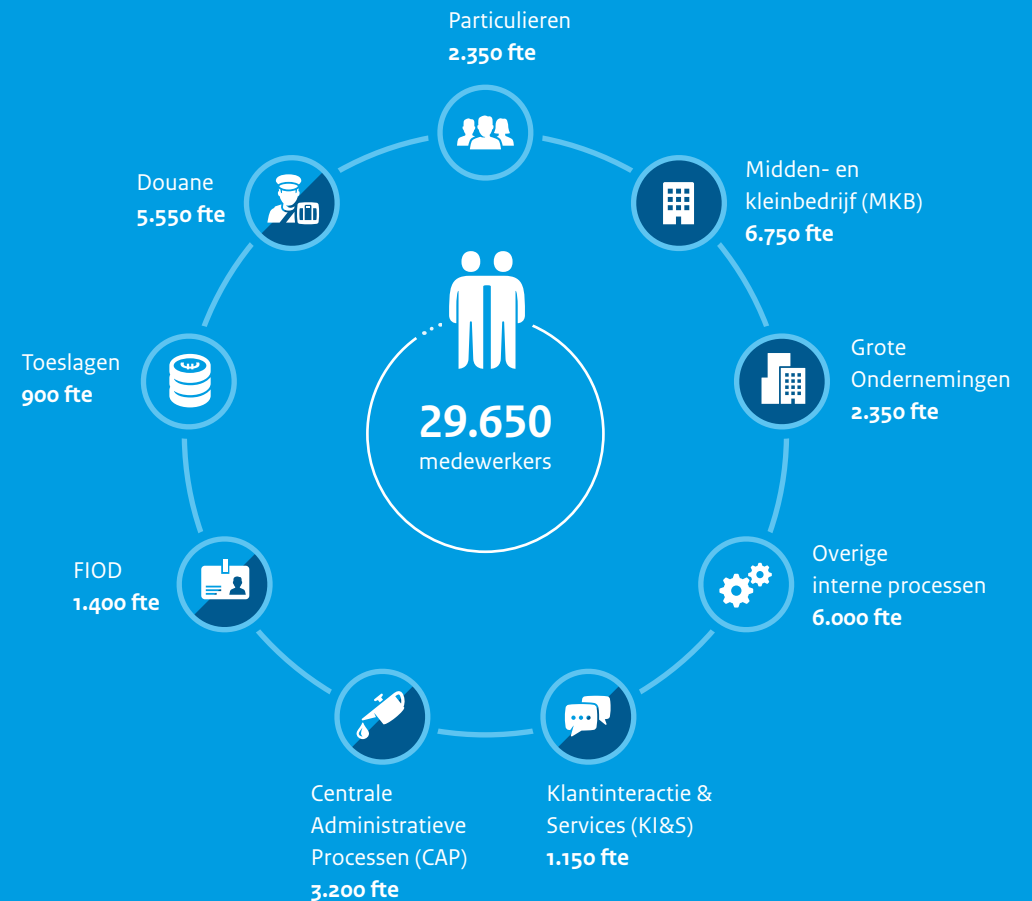 Particulieren
2.350 fte
Midden- en
kleinbedrijf (MKB)
6.750 fte
Grote
Ondernemingen
2.350 fte
Overige
interne processen
6.000 fte
Klantinteractie &
Services (KI&S)
1.150 fte
Centrale
Administratieve
Processen (CAP)
3.200 fte
FIOD
1.400 fte
Toeslagen
900 fte
Douane
5.550 fte
29.650
medewerkers